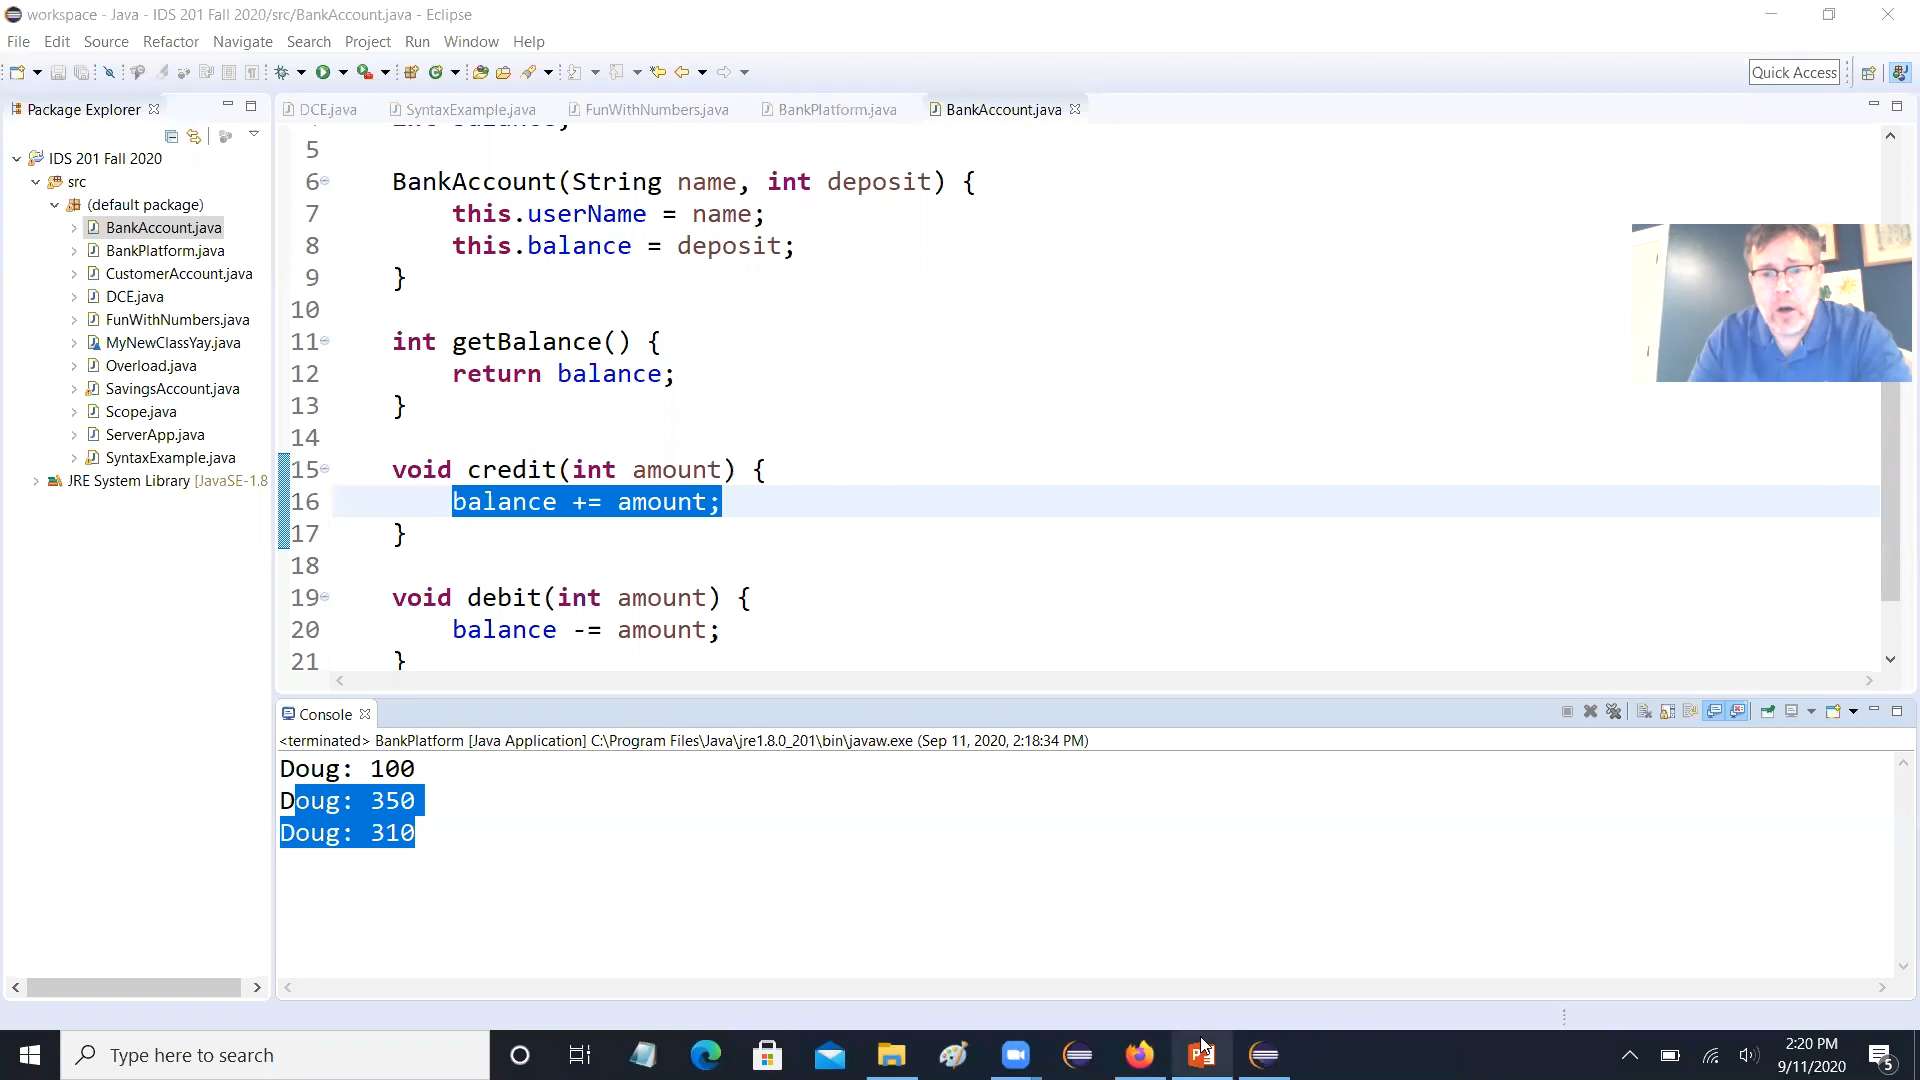 workspace - Java - IDS 201 Fall 2020/src/BankAccount.java - Eclipse
File Edit Source Refactor Navigate Search Project Run Window Help
Quick Access
Package Explorer
DCE.java SyntaxExample.java FunWithNumbers.java BankPlatform.java BankAccount.java
IDS 201 Fall 2020
src
(default package)
BankAccount.java
BankPlatform.java
CustomerAccount.java
DCE.java
FunWithNumbers.java
MyNewClassYay.java
Overload.java
SavingsAccount.java
Scope.java
ServerApp.java
SyntaxExample.java
JRE System Library [JavaSE-1.8
5
6 BankAccount(String name, int deposit) {
7 this.userName = name;
8 this.balance = deposit;
9 }
10
11 int getBalance() {
12 return balance;
13 }
14
15 void credit(int amount) {
16 balance += amount;
17 }
18
19 void debit(int amount) {
20 balance -= amount;
21 }
Console
<terminated> BankPlatform [Java Application] C:\Program Files\Java\jre1.8.0_201\bin\javaw.exe (Sep 11, 2020, 2:18:34 PM)
Doug: 100
Doug: 350
Doug: 310
Type here to search
2:20 PM
9/11/2020
5